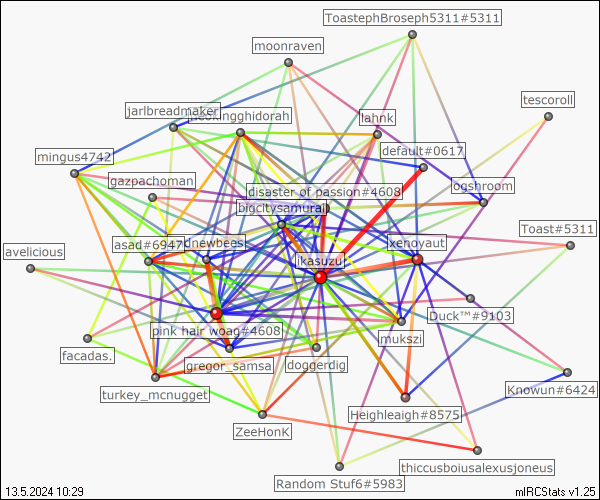 ToastephBroseph5311#5311
moonraven
tescoroll
jarlbreadmaker
lahnk
default#0617
mingus4742
gazpachoman
disaster of passion#4608
ogshroom
bigcitysamurai
Toast#5311
asad#6947
dnewbees
xenoyaut
avelicious
jkasuzu
Duck™#9103
pink hair woag#4608
mukszi
facadas.
gregor_samsa
doggerdig
turkey_mcnugget
Knowun#6424
Heighleaigh#8575
ZeeHonK
thiccusboiusalexusjoneus
Random Stuf6#5983
13.5.2024 10:29
mIRCStats v1.25